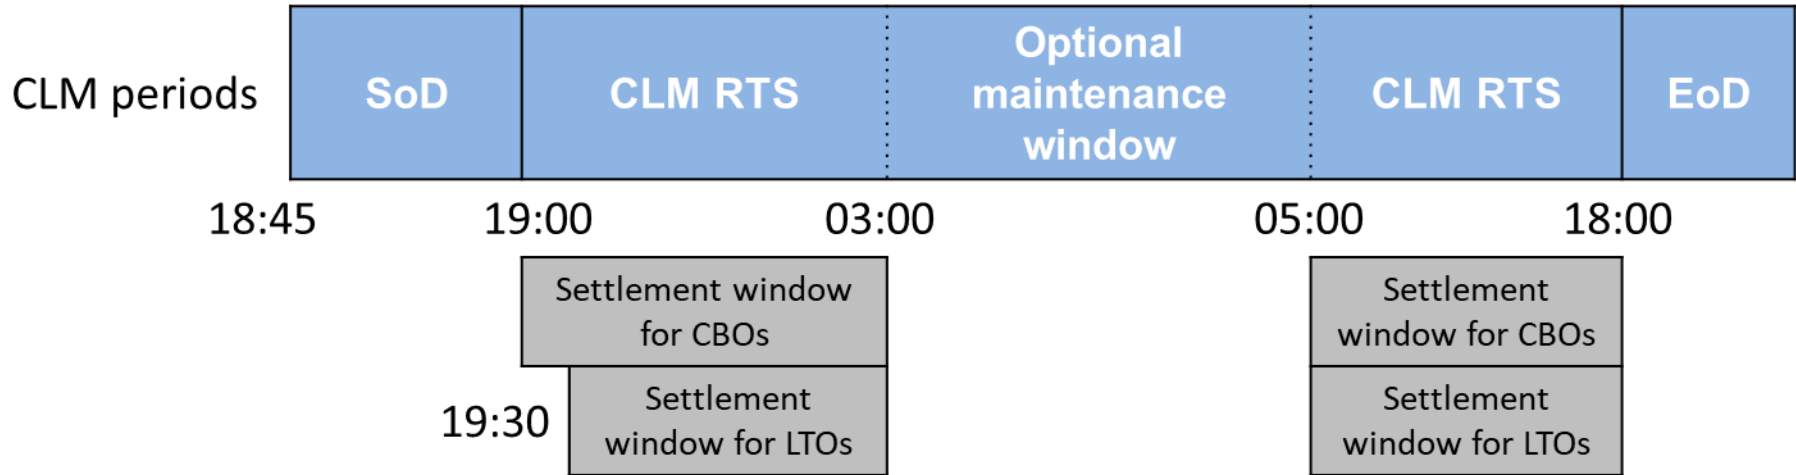 CLM periods
SoD
CLM RTS
Optional
maintenance
window
CLM RTS
EoD
18:45
19:00
03:00
05:00
18:00
Settlement window
for CBOs
Settlement
window for CBOs
19:30
Settlement
window for LTOs
Settlement
window for LTOs